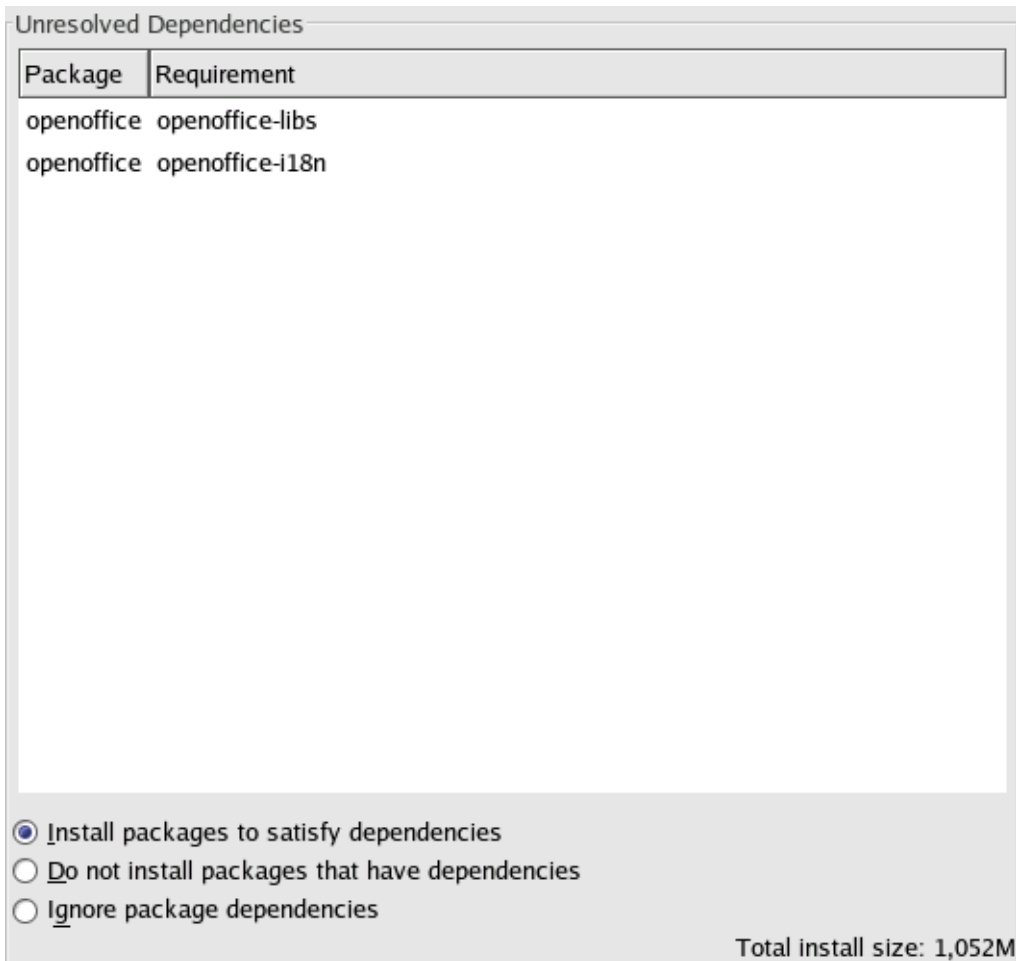 Unresolved Dependencies
Package Requirement
openoffice openoffice-libs
openoffice openoffice-i18n
Install packages to satisfy dependencies
Do not install packages that have dependencies
Ignore package dependencies
Total install size: 1,052M